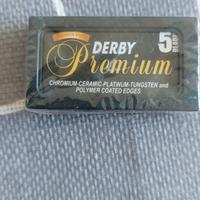 DERBY
Premium
5
CHROMIUM-CERAMIC-PLATINUM-TUNGSTEN and
POLYMER COATED EDGES